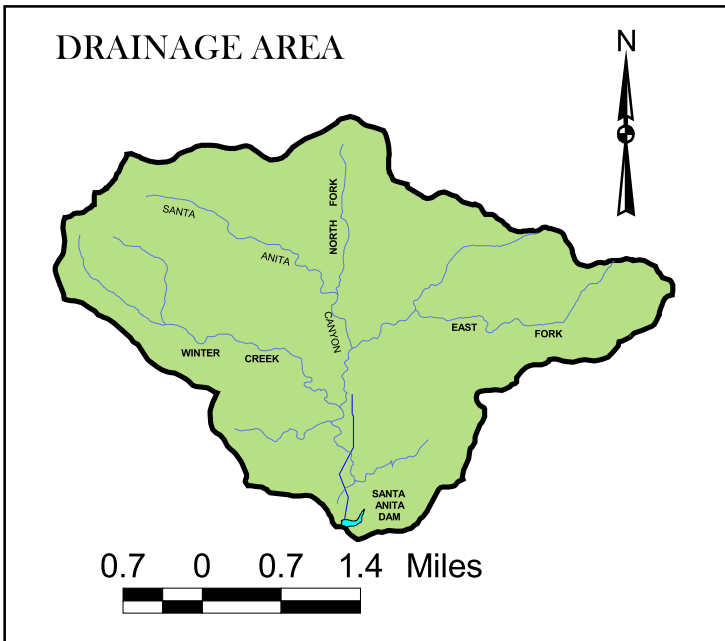 DRAINAGE AREA
N
NORTH FORK
SANTA
ANITA
CANYON
EAST
FORK
WINTER CREEK
SANTA
ANITA
DAM
0.7 0 0.7 1.4 Miles